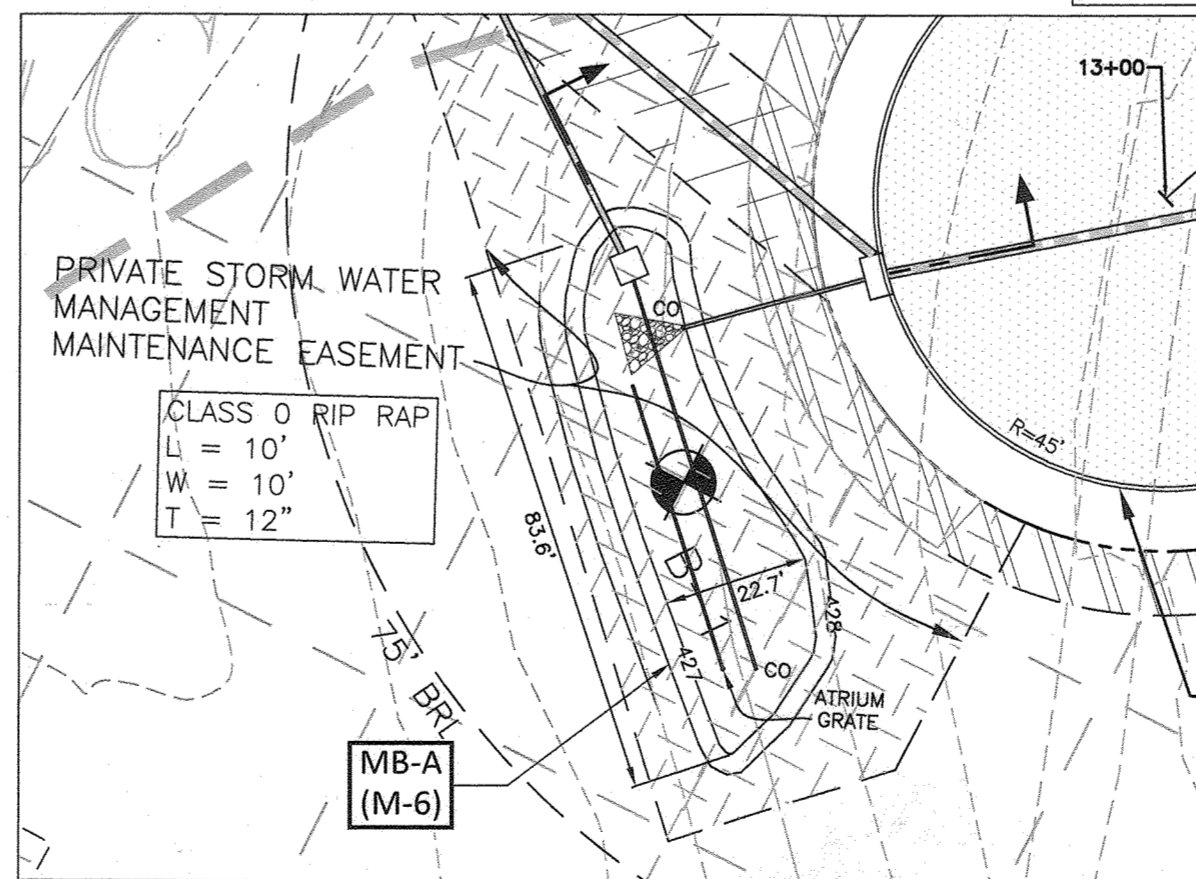 13+00
PRIVATE STORM WATER
MANAGEMENT
MAINTENANCE EASEMENT
CO
CLASS 0 RIP RAP
L = 10'
W = 10'
T = 12"
R=45'
83.6'
B-1
22.7'
428
427
CO
75' BRL
ATRIUM
GRATE
MB-A
(M-6)